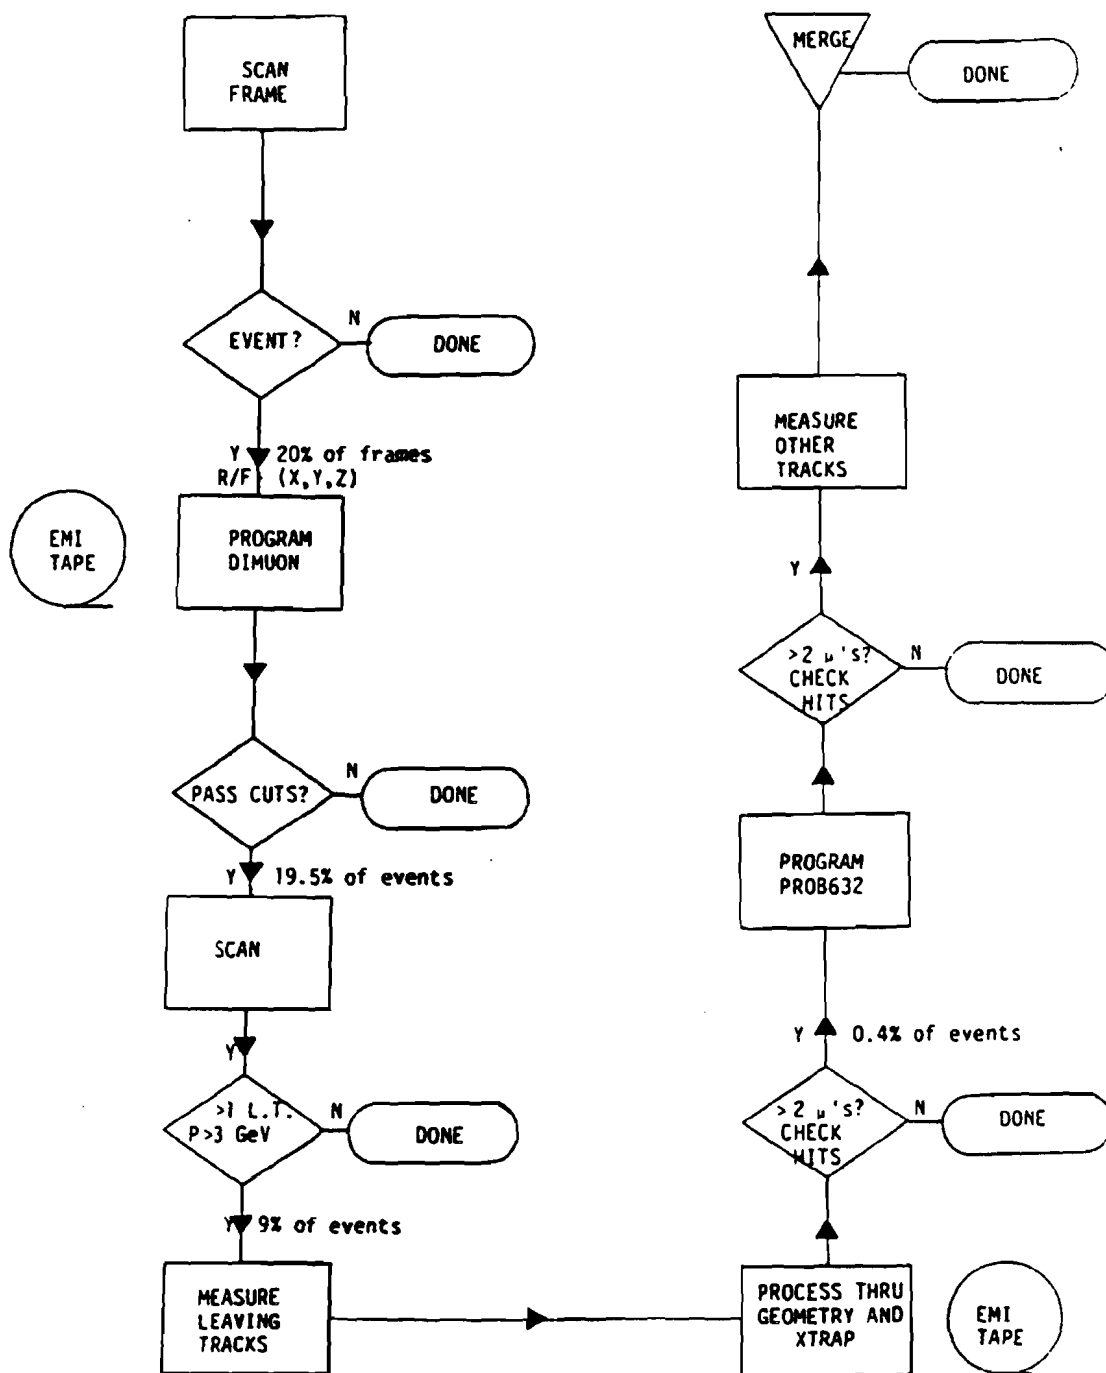 SCAN
FRAME
EVENT?
N
DONE
Y 20% of frames
R/F (X,Y,Z)
EMI
TAPE
PROGRAM
DIMUON
PASS CUTS?
N
DONE
Y 19.5% of events
SCAN
Y
>1 L.T.
P>3 GeV
N
DONE
Y 9% of events
MEASURE
LEAVING
TRACKS
PROCESS THRU
GEOMETRY AND
XTRAP
EMI
TAPE
>2 μ's?
CHECK
HITS
N
DONE
Y 0.4% of events
PROGRAM
PROB632
>2 μ's?
CHECK
HITS
N
DONE
Y
MEASURE
OTHER
TRACKS
MERGE
DONE